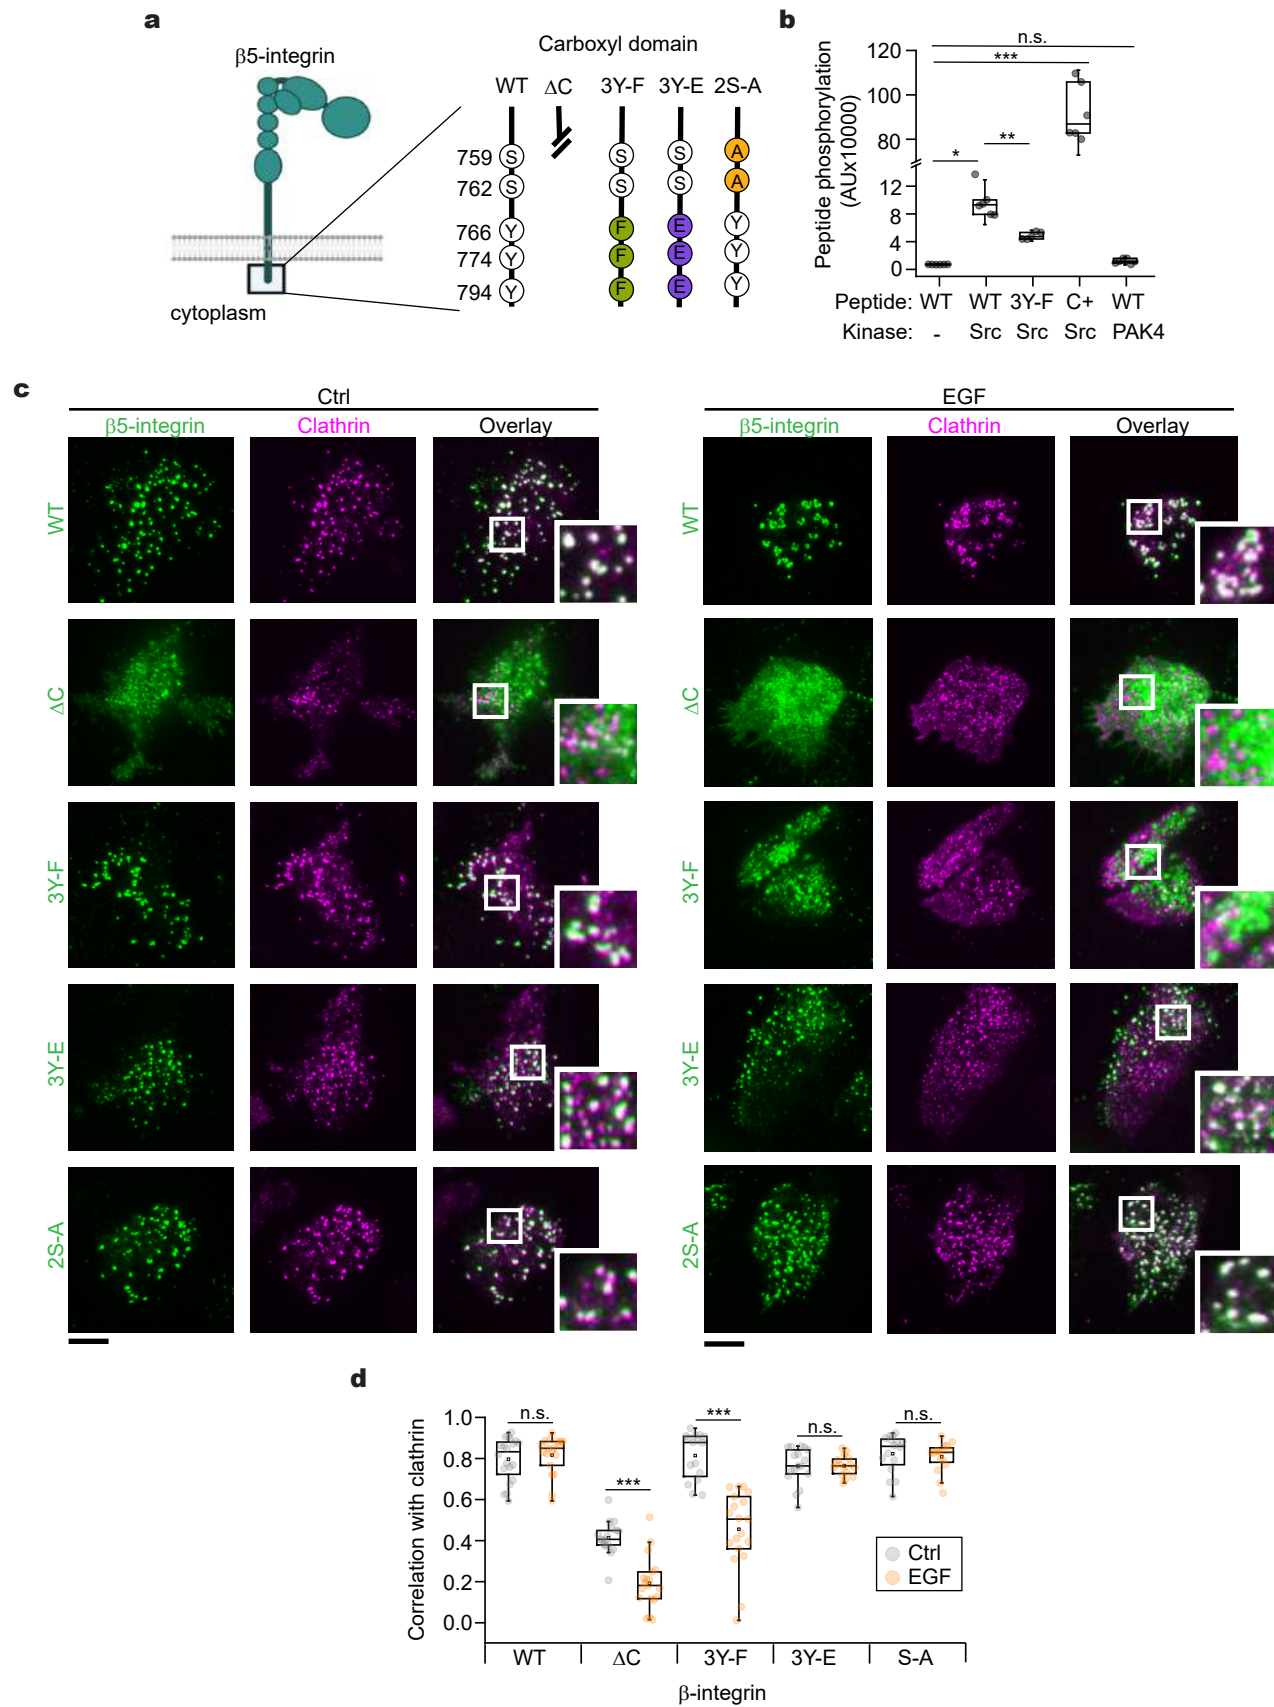 a
β5-integrin
cytoplasm
Carboxyl domain
WT ΔC 3Y-F 3Y-E 2S-A
759 S S S A
762 S S S A
766 Y F E Y
774 Y F E Y
794 Y F E Y
b
n.s.
***
* **
Peptide phosphorylation
(AUx10000)
120
100
80
12
8
4
0
Peptide: WT WT 3Y-F C+ WT
Kinase: - Src Src Src PAK4
c
Ctrl EGF
β5-integrin Clathrin Overlay β5-integrin Clathrin Overlay
WT WT
ΔC ΔC
3Y-F 3Y-F
3Y-E 3Y-E
2S-A 2S-A
d
Correlation with clathrin
1.0
0.8
0.6
0.4
0.2
0.0
n.s. *** *** n.s. n.s.
Ctrl
EGF
WT ΔC 3Y-F 3Y-E S-A
β-integrin